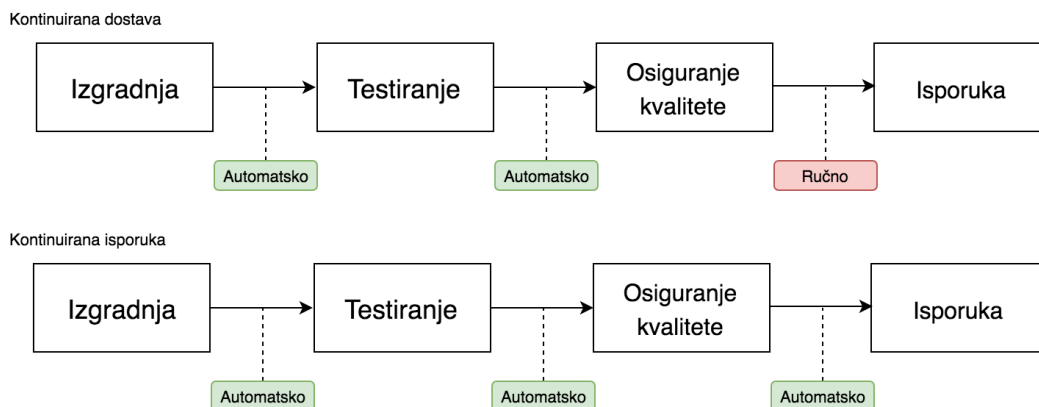 Kontinuirana dostava
Izgradnja
Testiranje
Osiguranje
kvalitete
Isporuka
Automatsko
Automatsko
Ručno
Kontinuirana isporuka
Izgradnja
Testiranje
Osiguranje
kvalitete
Isporuka
Automatsko
Automatsko
Automatsko